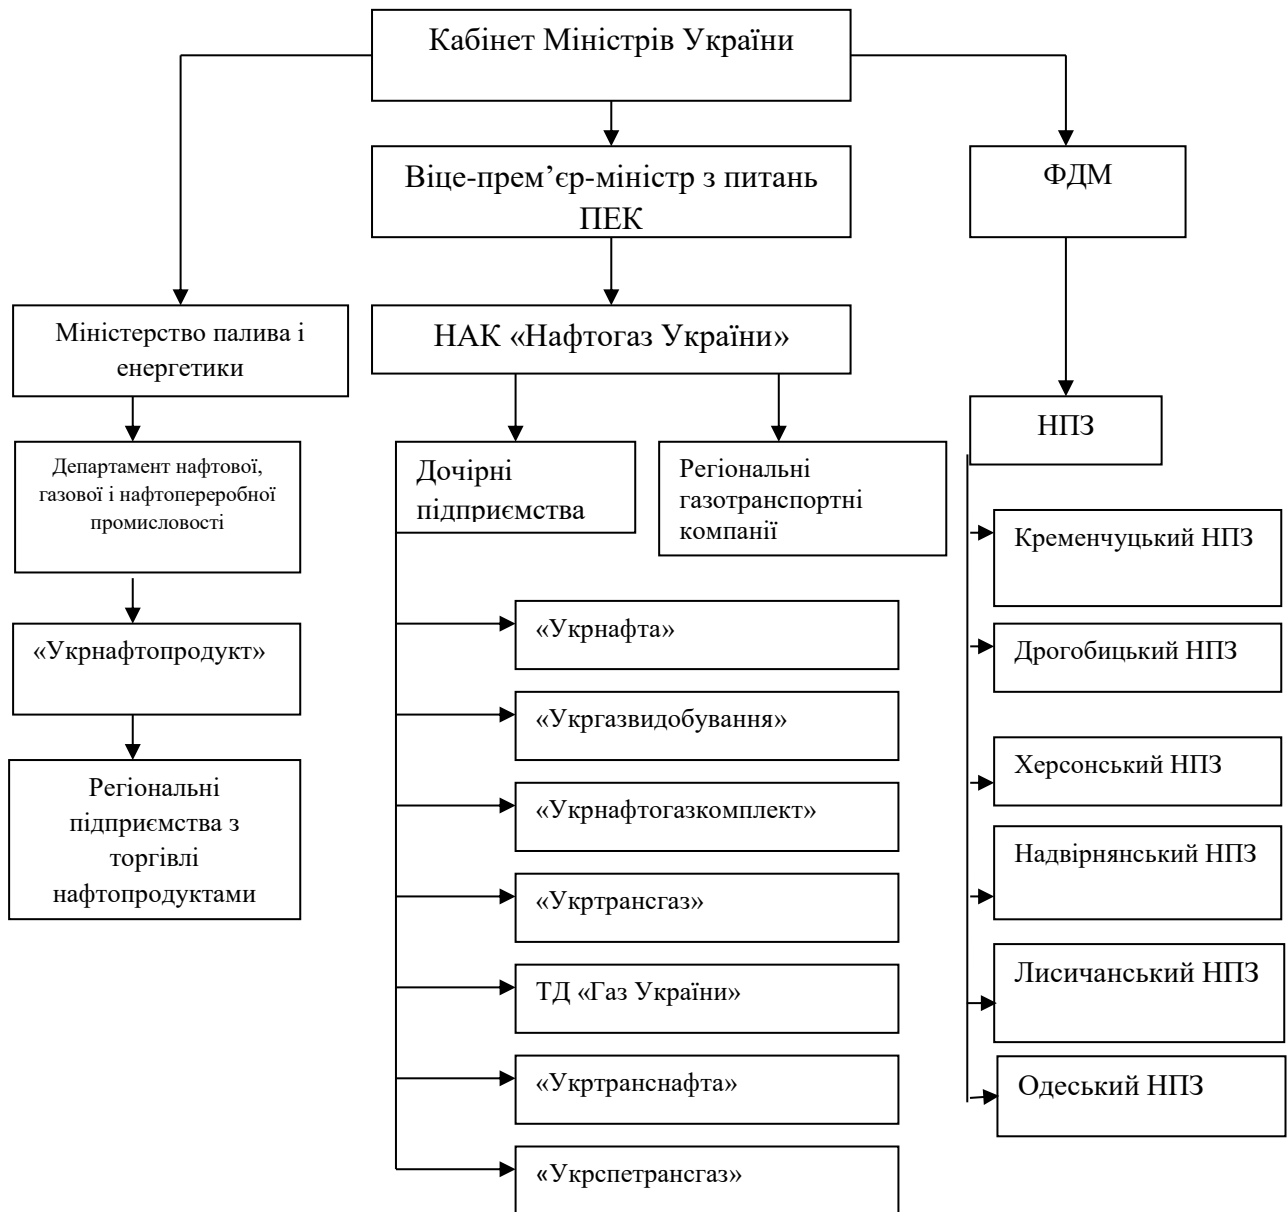 Кабінет Міністрів України
Віце-прем’єр-міністр з питань
ПЕК
ФДМ
Міністерство палива і
енергетики
НАК «Нафтогаз України»
НПЗ
Департамент нафтової,
газової і нафтопереробної
промисловості
Дочірні
підприємства
Регіональні
газотранспортні
компанії
«Укрнафтопродукт»
Регіональні
підприємства з
торгівлі
нафтопродуктами
«Укрнафта»
«Укргазвидобування»
«Укрнафтогазкомплект»
«Укртрансгаз»
ТД «Газ України»
«Укртранснафта»
«Укрспетрансгаз»
Кременчуцький НПЗ
Дрогобицький НПЗ
Херсонський НПЗ
Надвірнянський НПЗ
Лисичанський НПЗ
Одеський НПЗ